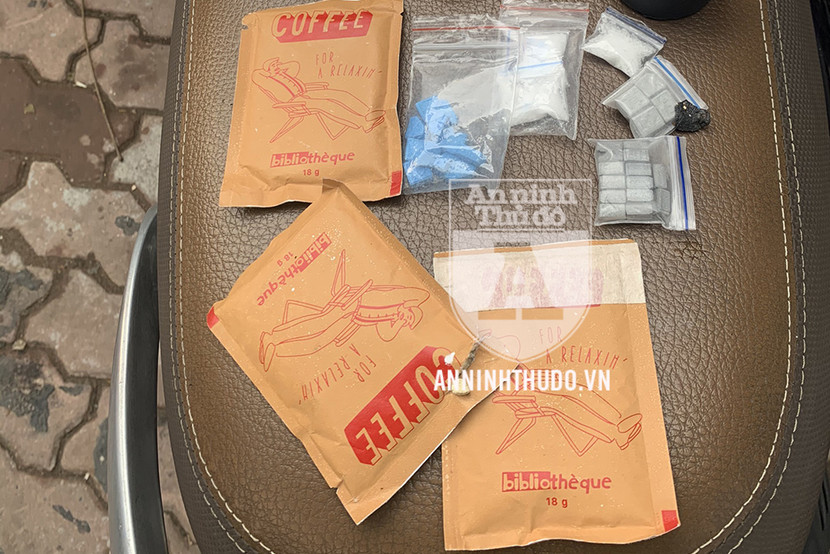 COFFEE
FOR
A RELAXIN'
bibliothèque
18 g
An ninh
Thủ đô
bibliothèque
18 g
FOR
A RELAXIN'
COFFEE
FOR
A RELAXIN'
ANNINHTHUDO.VN
bibliothèque
18 g